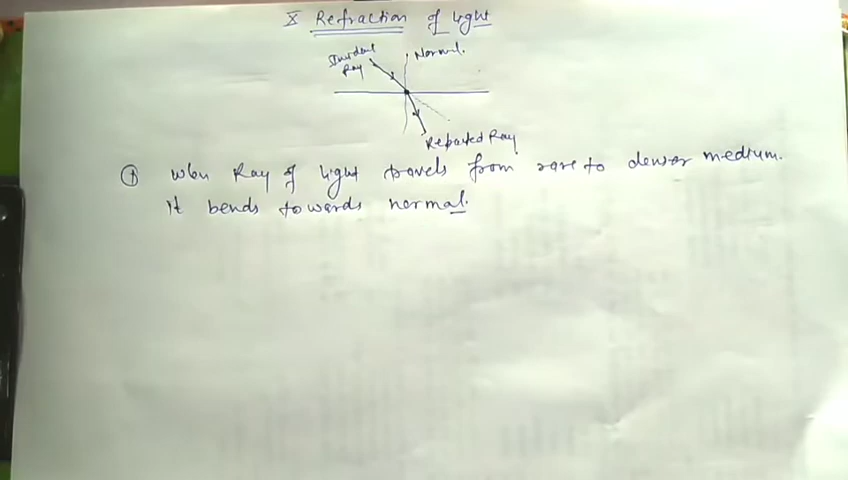 X Refraction of light
Incident
Ray
Normal.
Refracted Ray
① When Ray of light travels from rare to denser medium.
It bends towards normal.